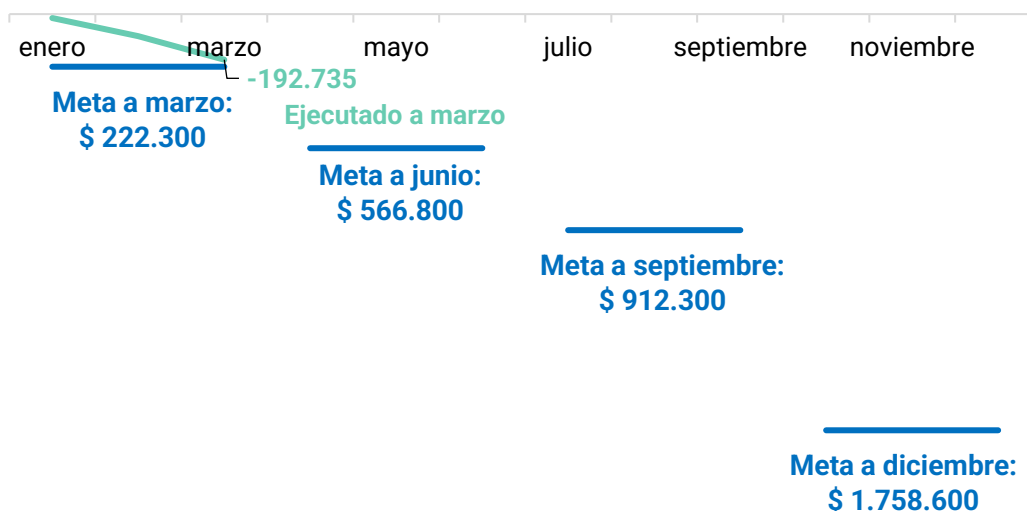 enero marzo mayo julio septiembre noviembre
-192.735
Ejecutado a marzo
Meta a marzo:
$ 222.300
Meta a junio:
$ 566.800
Meta a septiembre:
$ 912.300
Meta a diciembre:
$ 1.758.600